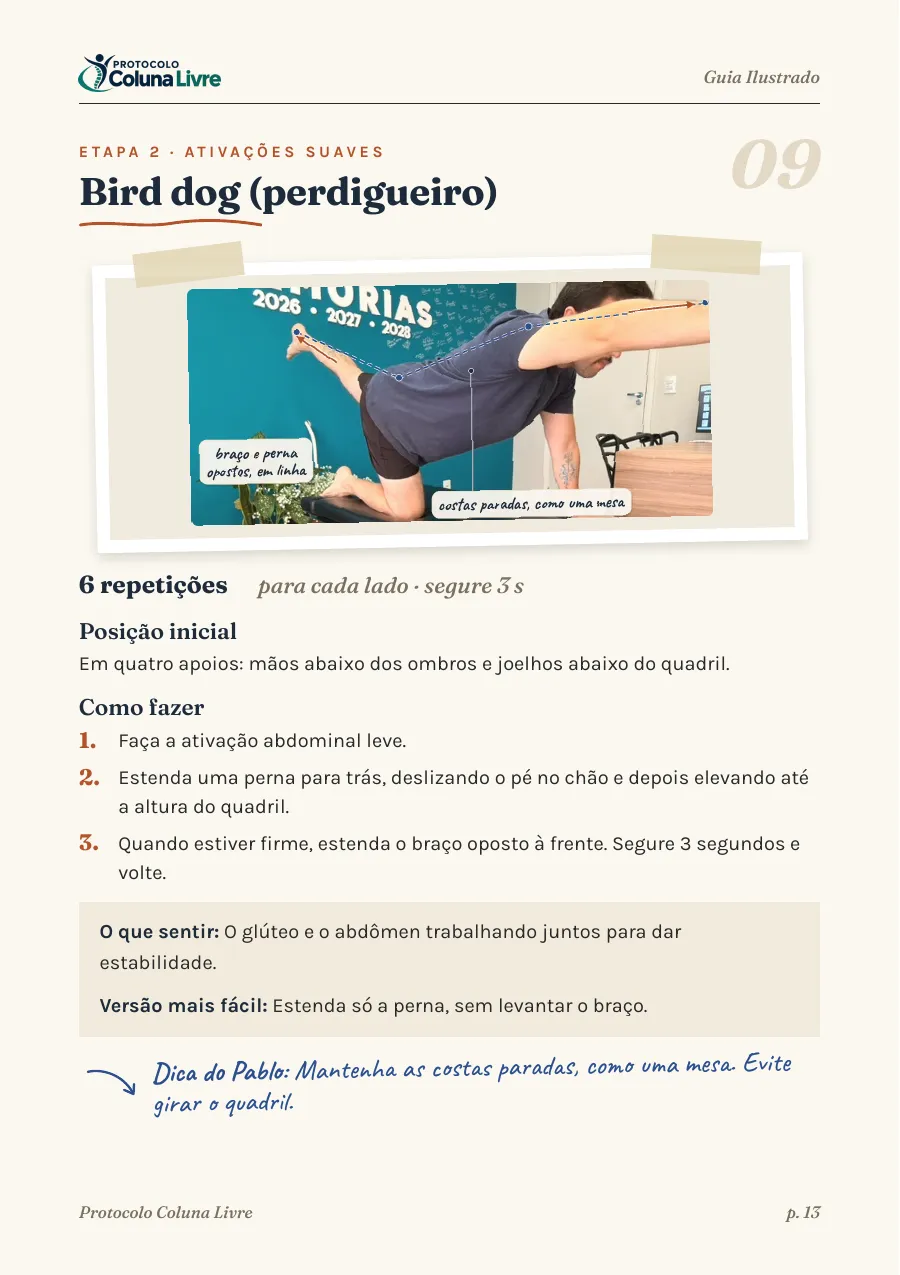 PROTOCOLO
Coluna Livre
Guia Ilustrado
ETAPA 2 · ATIVAÇÕES SUAVES
09
Bird dog (perdigueiro)
2026 · 2027 · 2028
braço e perna
opostos, em linha
costas paradas, como uma mesa
6 repetições para cada lado · segure 3 s
Posição inicial
Em quatro apoios: mãos abaixo dos ombros e joelhos abaixo do quadril.
Como fazer
1. Faça a ativação abdominal leve.
2. Estenda uma perna para trás, deslizando o pé no chão e depois elevando até
a altura do quadril.
3. Quando estiver firme, estenda o braço oposto à frente. Segure 3 segundos e
volte.
O que sentir: O glúteo e o abdômen trabalhando juntos para dar
estabilidade.
Versão mais fácil: Estenda só a perna, sem levantar o braço.
Dica do Pablo: Mantenha as costas paradas, como uma mesa. Evite
girar o quadril.
Protocolo Coluna Livre
p. 13